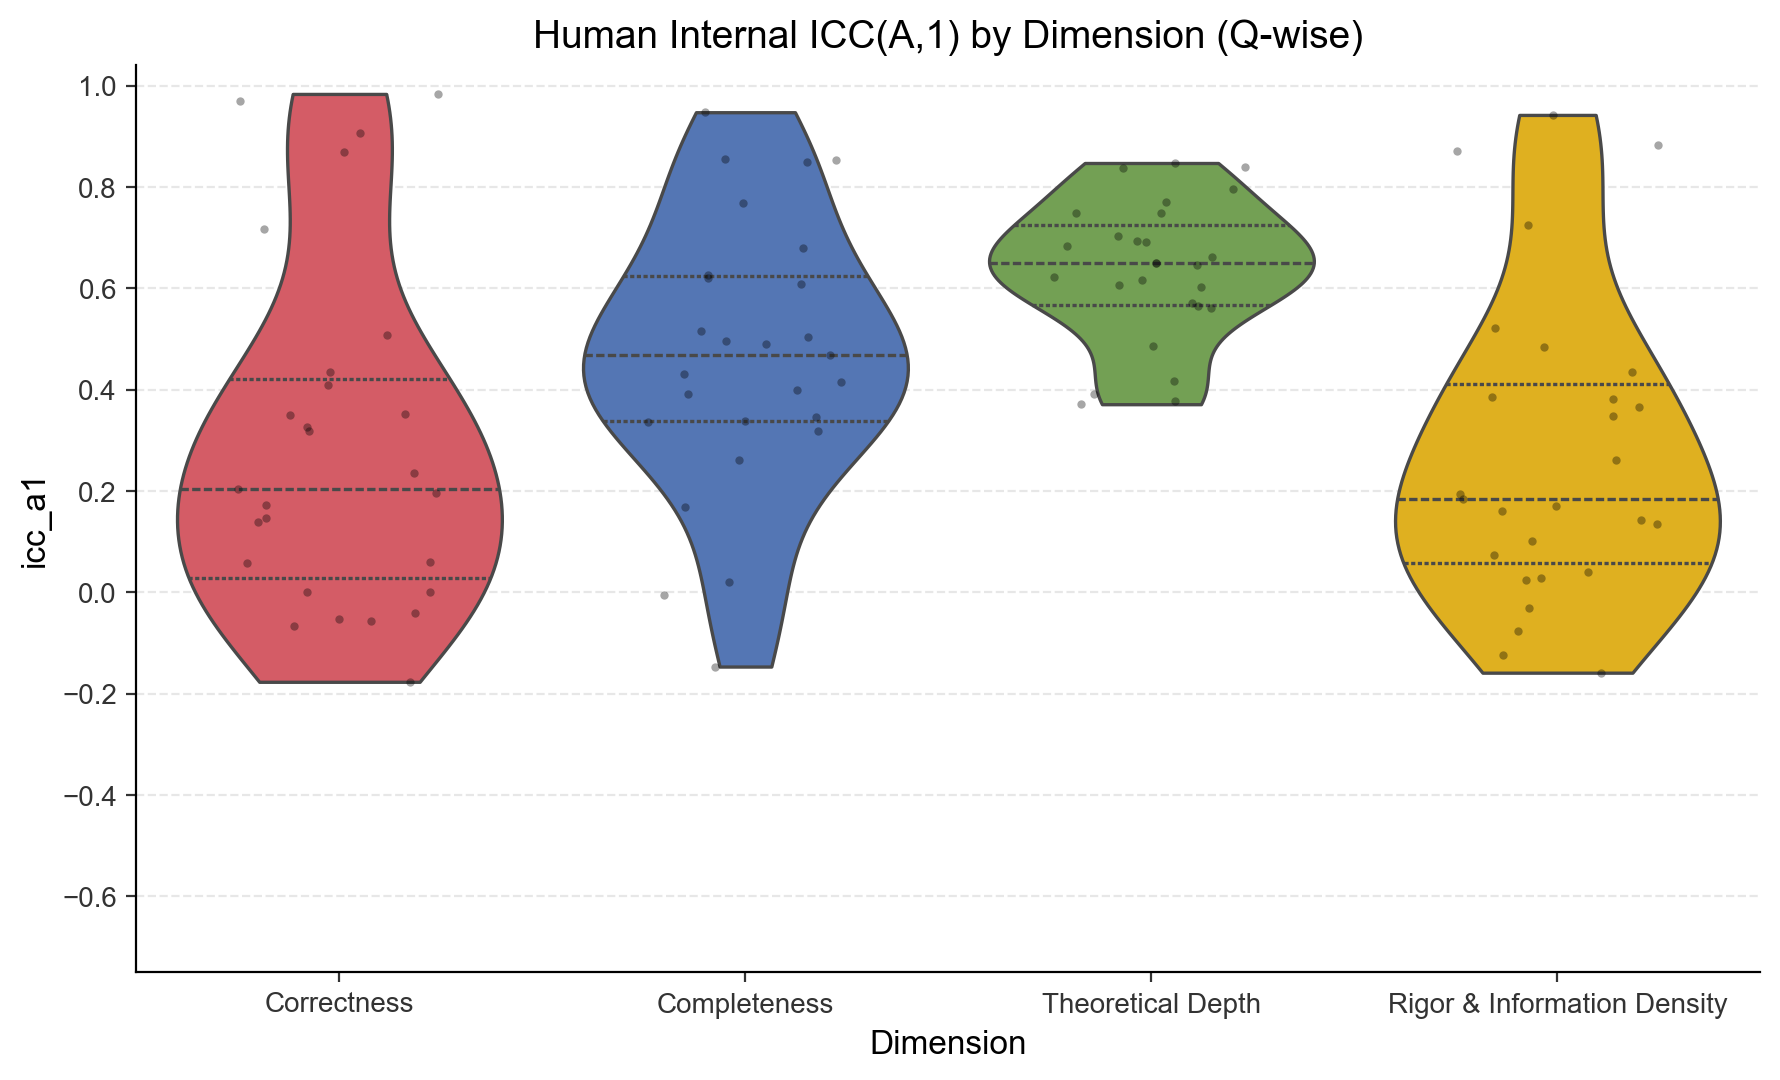 Human Internal ICC(A,1) by Dimension (Q-wise)
1.0
0.8
0.6
0.4
0.2
0.0
−0.2
−0.4
−0.6
icc_a1
Correctness
Completeness
Theoretical Depth
Rigor & Information Density
Dimension